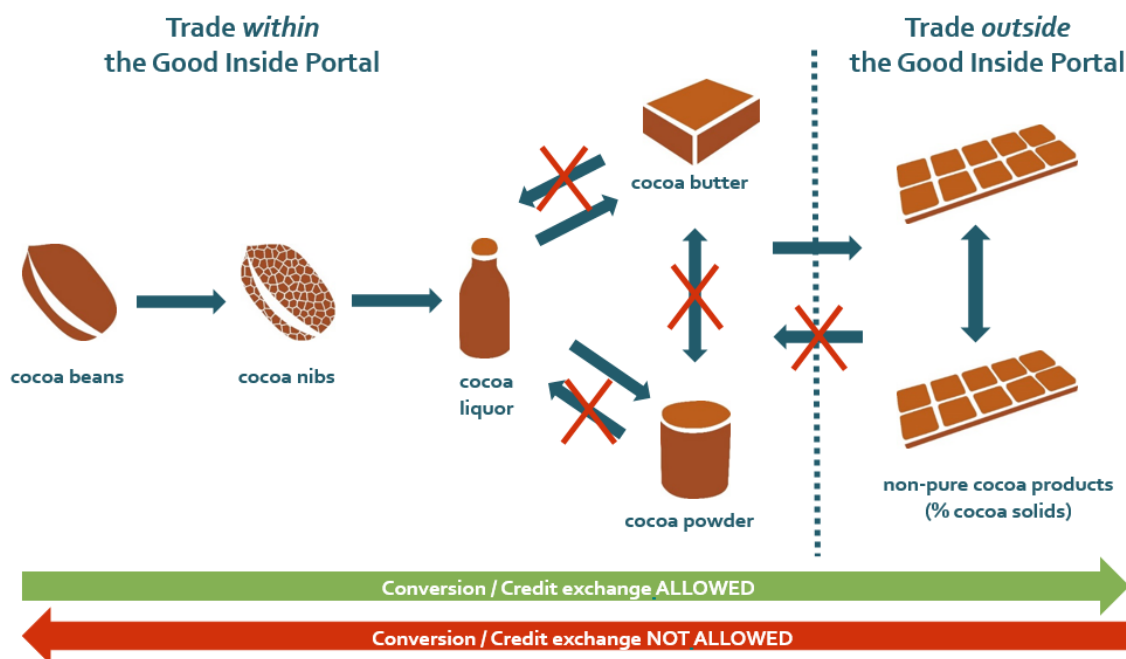 Trade within
the Good Inside Portal
Trade outside
the Good Inside Portal
cocoa butter
cocoa beans
cocoa nibs
cocoa
liquor
cocoa powder
non-pure cocoa products
(% cocoa solids)
Conversion / Credit exchange ALLOWED
Conversion / Credit exchange NOT ALLOWED